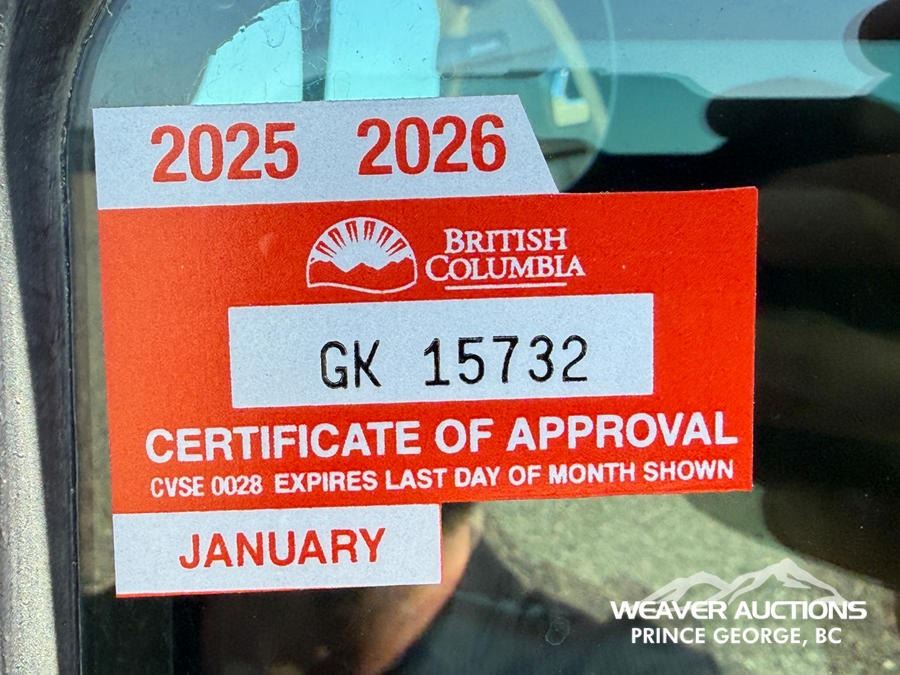 2025 2026
BRITISH
COLUMBIA
GK 15732
CERTIFICATE OF APPROVAL
CVSE 0028 EXPIRES LAST DAY OF MONTH SHOWN
JANUARY
WEAVER AUCTIONS
PRINCE GEORGE, BC